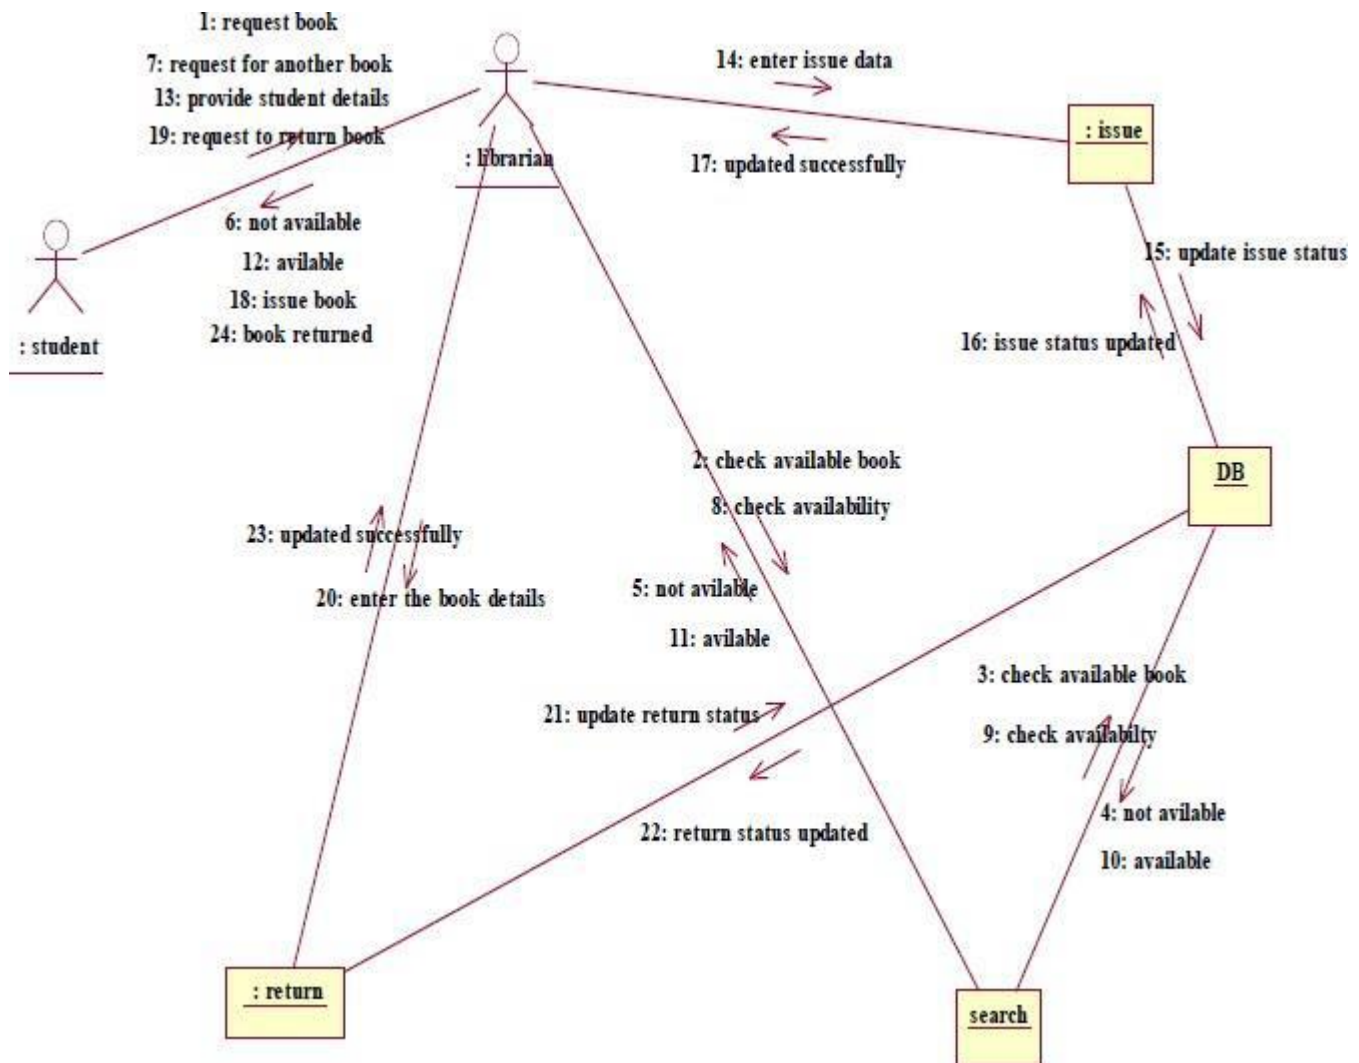 1: request book
7: request for another book
13: provide student details
19: request to return book
: librarian
14: enter issue data
: issue
17: updated successfully
6: not available
12: avilable
18: issue book
24: book returned
: student
15: update issue status
16: issue status updated
2: check available book
8: check availability
DB
23: updated successfully
20: enter the book details
5: not avilable
11: avilable
3: check available book
9: check availabilty
21: update return status
22: return status updated
4: not avilable
10: available
: return
search